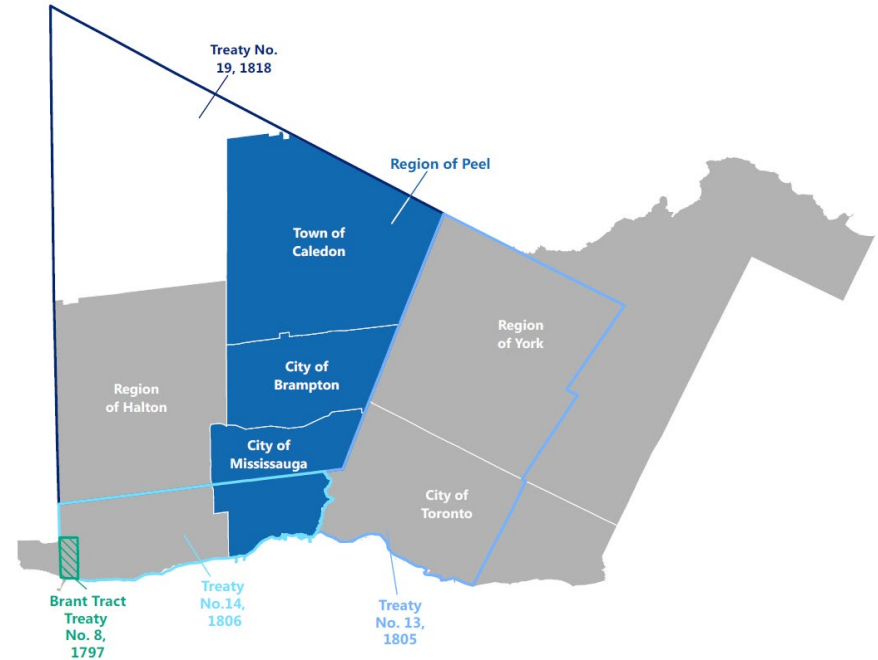 Treaty No.
19, 1818
Region of Peel
Town of
Caledon
Region
of York
City of
Brampton
Region
of Halton
City of
Mississauga
City of
Toronto
Treaty
No.14,
1806
Brant Tract
Treaty
No. 8,
1797
Treaty
No. 13,
1805